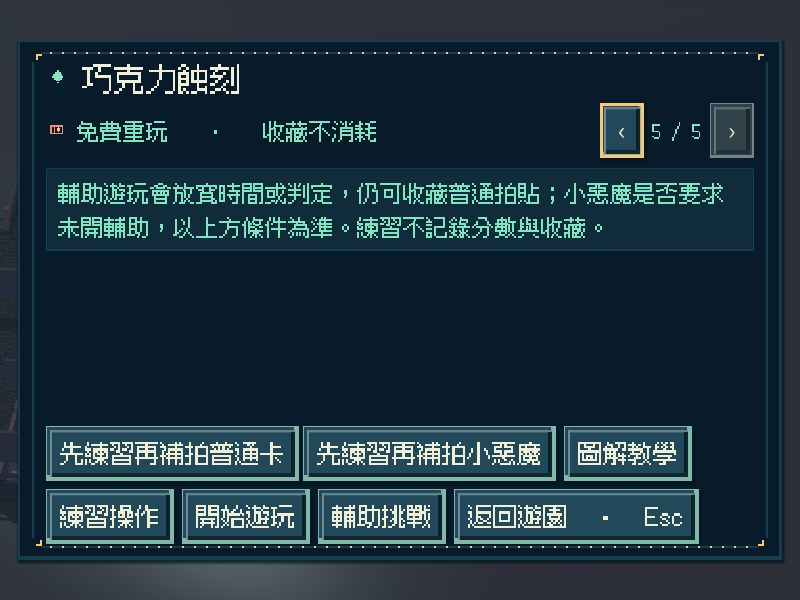 巧克力蝕刻
免費重玩 · 收藏不消耗
‹ 5 / 5 ›
輔助遊玩會放寬時間或判定，仍可收藏普通拍貼；小惡魔是否要求
未開輔助，以上方條件為準。練習不記錄分數與收藏。
先練習再補拍普通卡 先練習再補拍小惡魔 圖解教學
練習操作 開始遊玩 輔助挑戰 返回遊園 · Esc